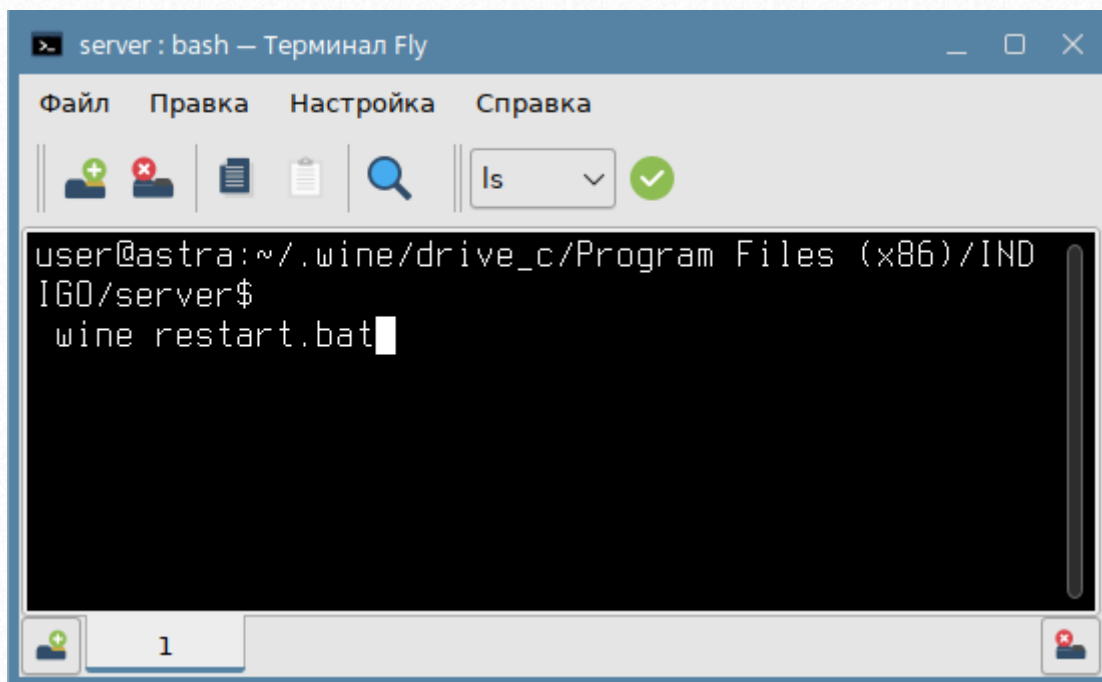 server : bash — Терминал Fly
Файл Правка Настройка Справка
ls
user@astra:~/.wine/drive_c/Program Files (x86)/IND
IGO/server$
wine restart.bat
1